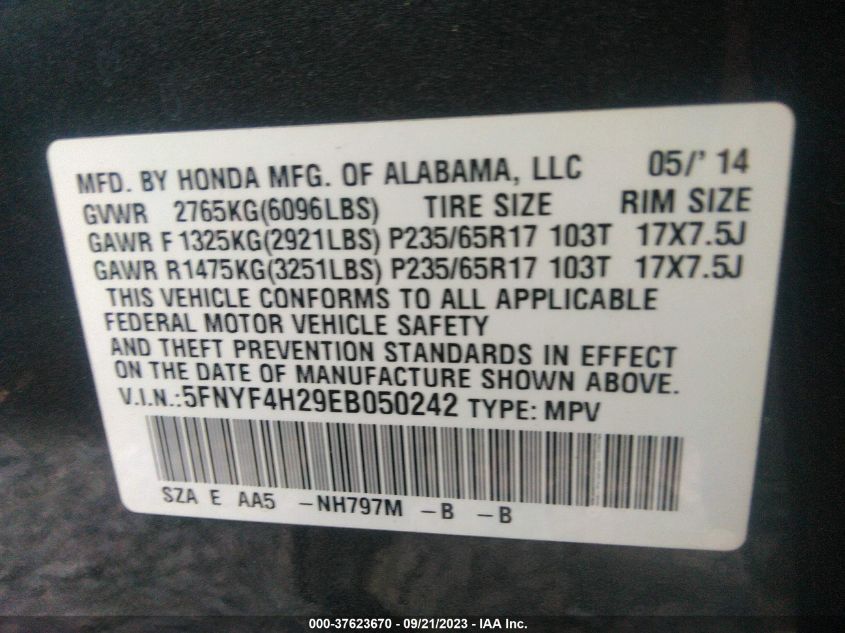 MFD. BY HONDA MFG. OF ALABAMA, LLC 05/' 14
GVWR 2765KG(6096LBS) TIRE SIZE RIM SIZE
GAWR F 1325KG(2921LBS) P235/65R17 103T 17X7.5J
GAWR R1475KG(3251LBS) P235/65R17 103T 17X7.5J
THIS VEHICLE CONFORMS TO ALL APPLICABLE
FEDERAL MOTOR VEHICLE SAFETY
AND THEFT PREVENTION STANDARDS IN EFFECT
ON THE DATE OF MANUFACTURE SHOWN ABOVE.
V.I.N.:5FNYF4H29EB050242 TYPE: MPV
SZA E AA5 -NH797M -B -B
000-37623670 / 09/21/2023 - IAA Inc.